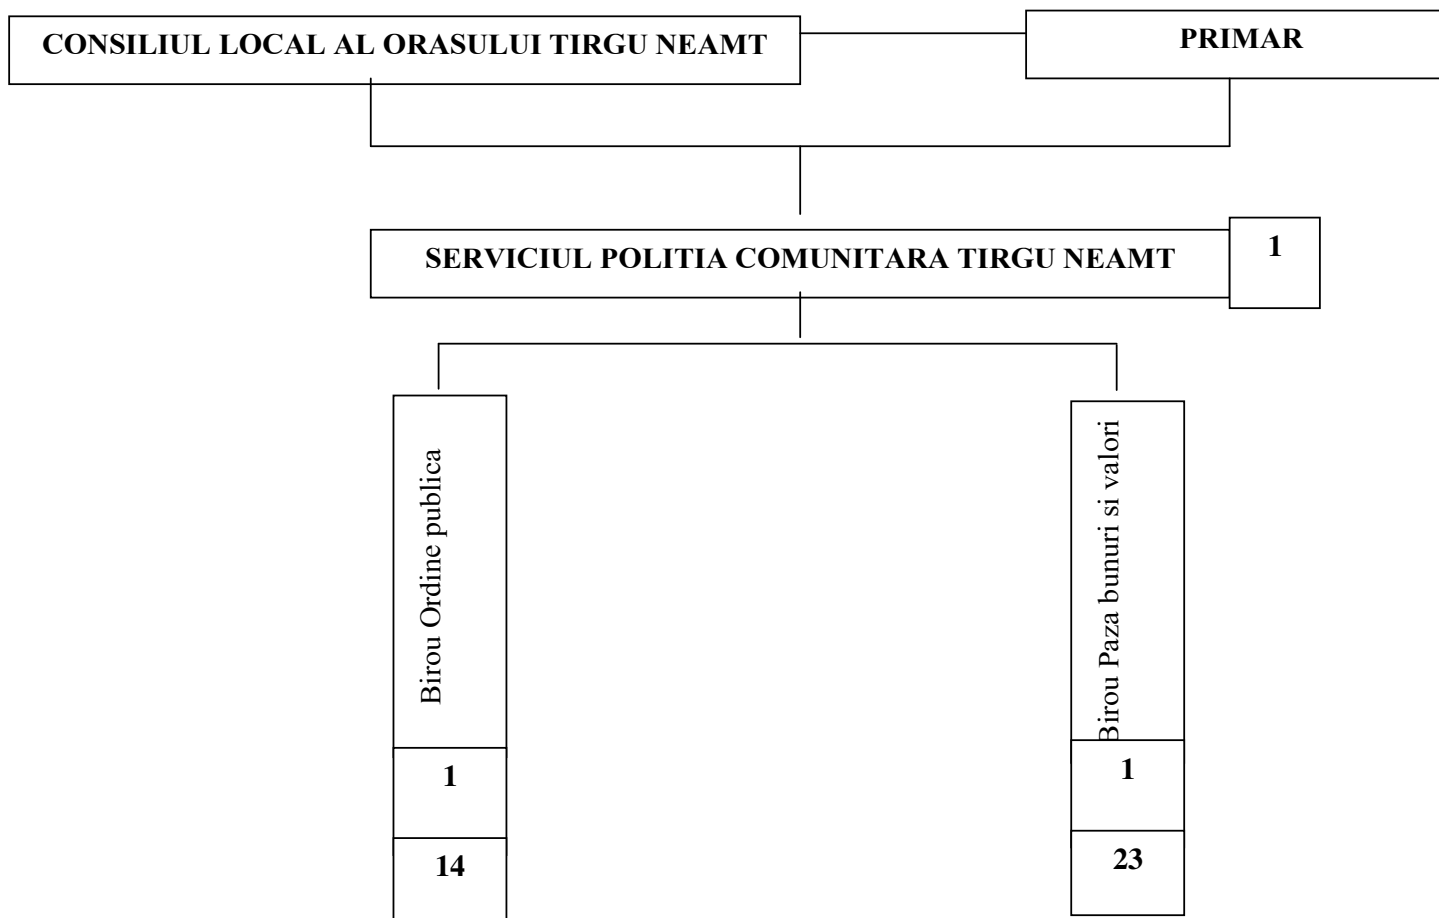 CONSILIUL LOCAL AL ORASULUI TIRGU NEAMT
PRIMAR
SERVICIUL POLITIA COMUNITARA TIRGU NEAMT
1
Birou Ordine publica
1
14
Birou Paza bunuri si valori
1
23